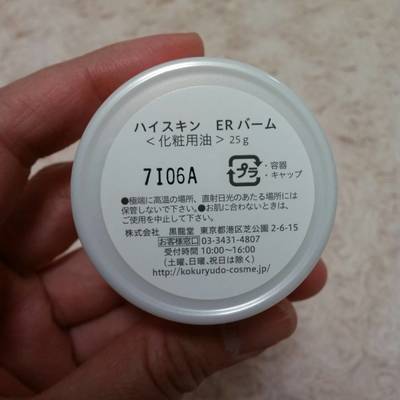 ハイスキン ERバーム
＜化粧用油＞25g
7I06A
プラ
・容器
・キャップ
●極端に高温の場所、直射日光のあたる場所には
保管しないで下さい。●お肌に合わないときは、
ご使用を中止して下さい。
株式会社 黒龍堂 東京都港区芝公園2-6-15
お客様窓口 03-3431-4807
受付時間 10:00〜16:00
(土曜、日曜、祝日は除く)
http://kokuryudo-cosme.jp/